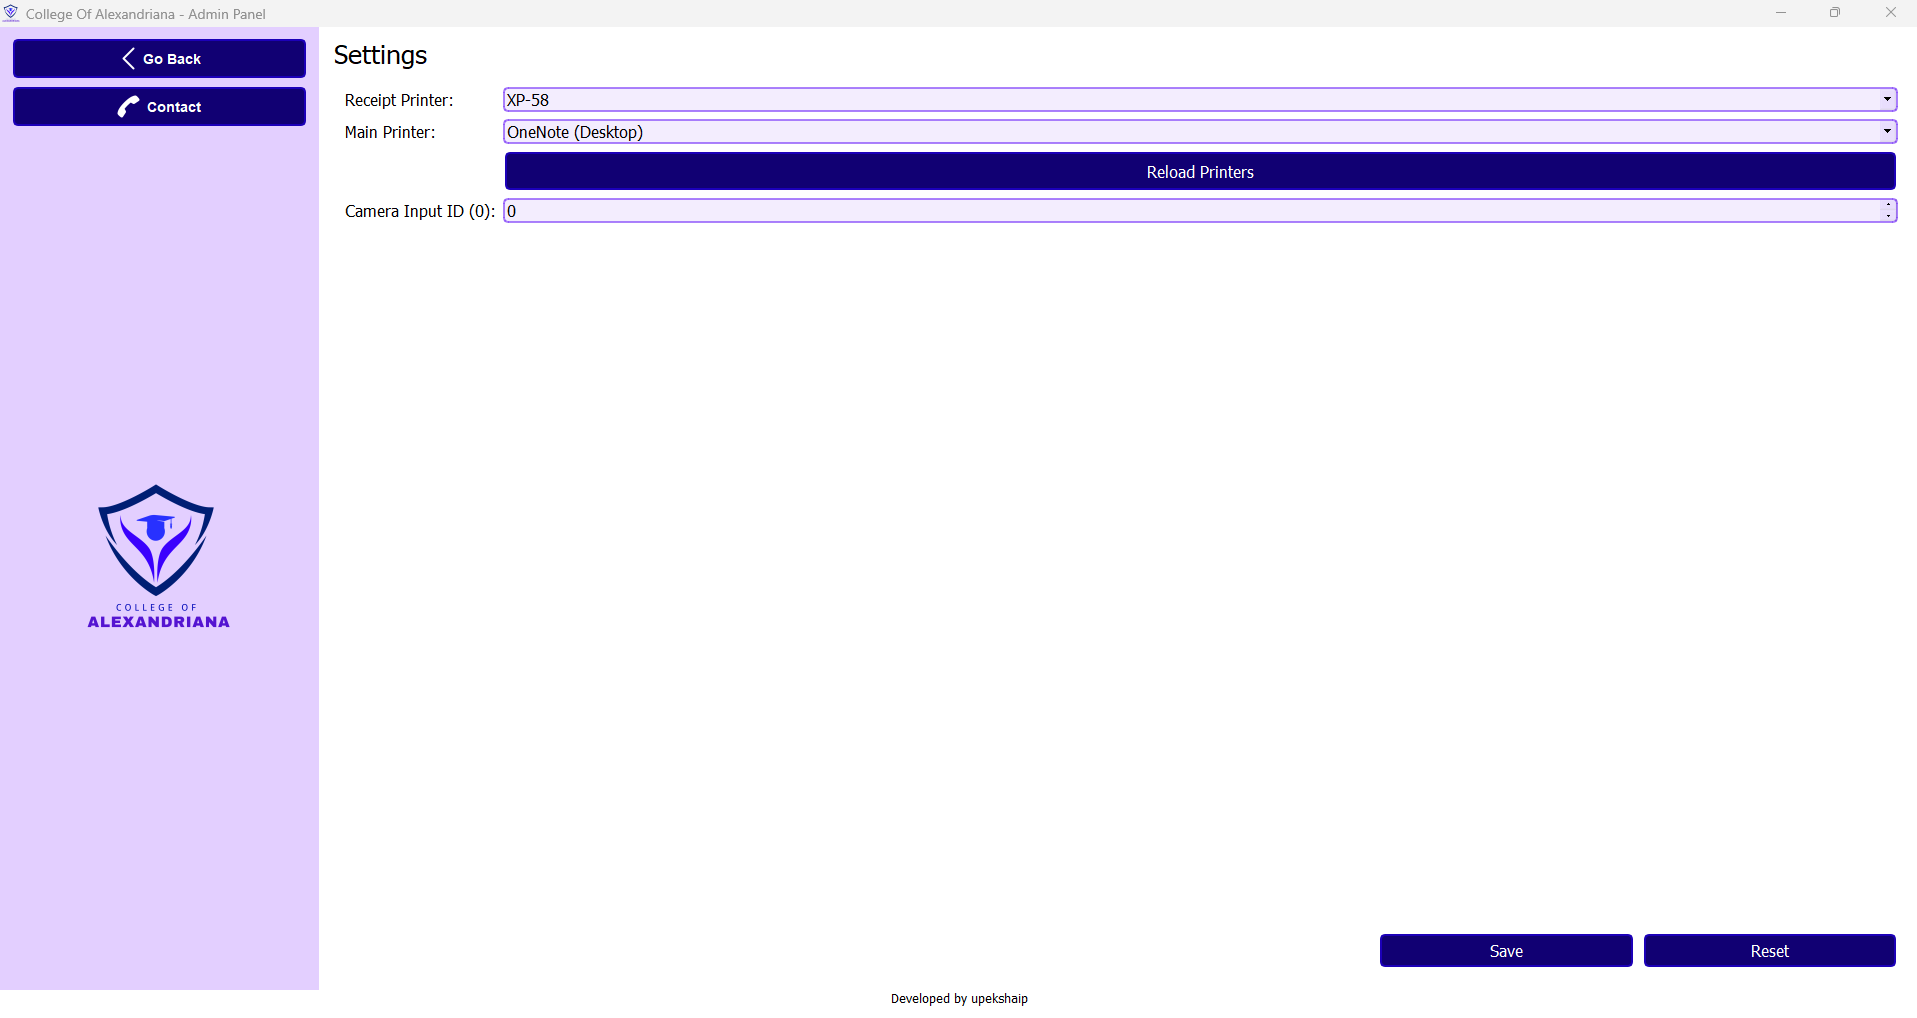 College Of Alexandriana - Admin Panel
Go Back
Contact
COLLEGE OF
ALEXANDRIANA
Settings
Receipt Printer: XP-58
Main Printer: OneNote (Desktop)
Reload Printers
Camera Input ID (0): 0
Save Reset
Developed by upekshaip